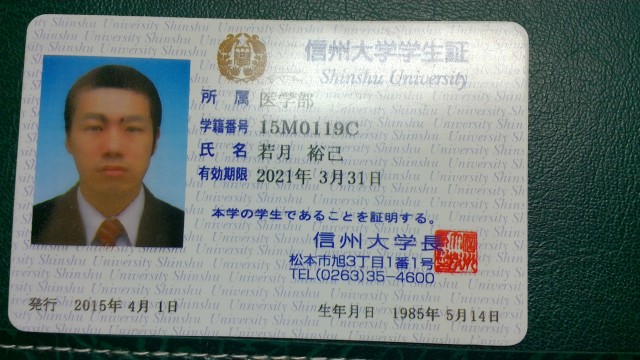 信州大学学生証
Shinshu University
所属 医学部
学籍番号 15M0119C
氏名 若月 裕己
有効期限 2021年 3月31日
本学の学生であることを証明する。
信州大学長
松本市旭3丁目1番1号
TEL(0263)35-4600
発行 2015年 4月 1日
生年月日 1985年 5月14日